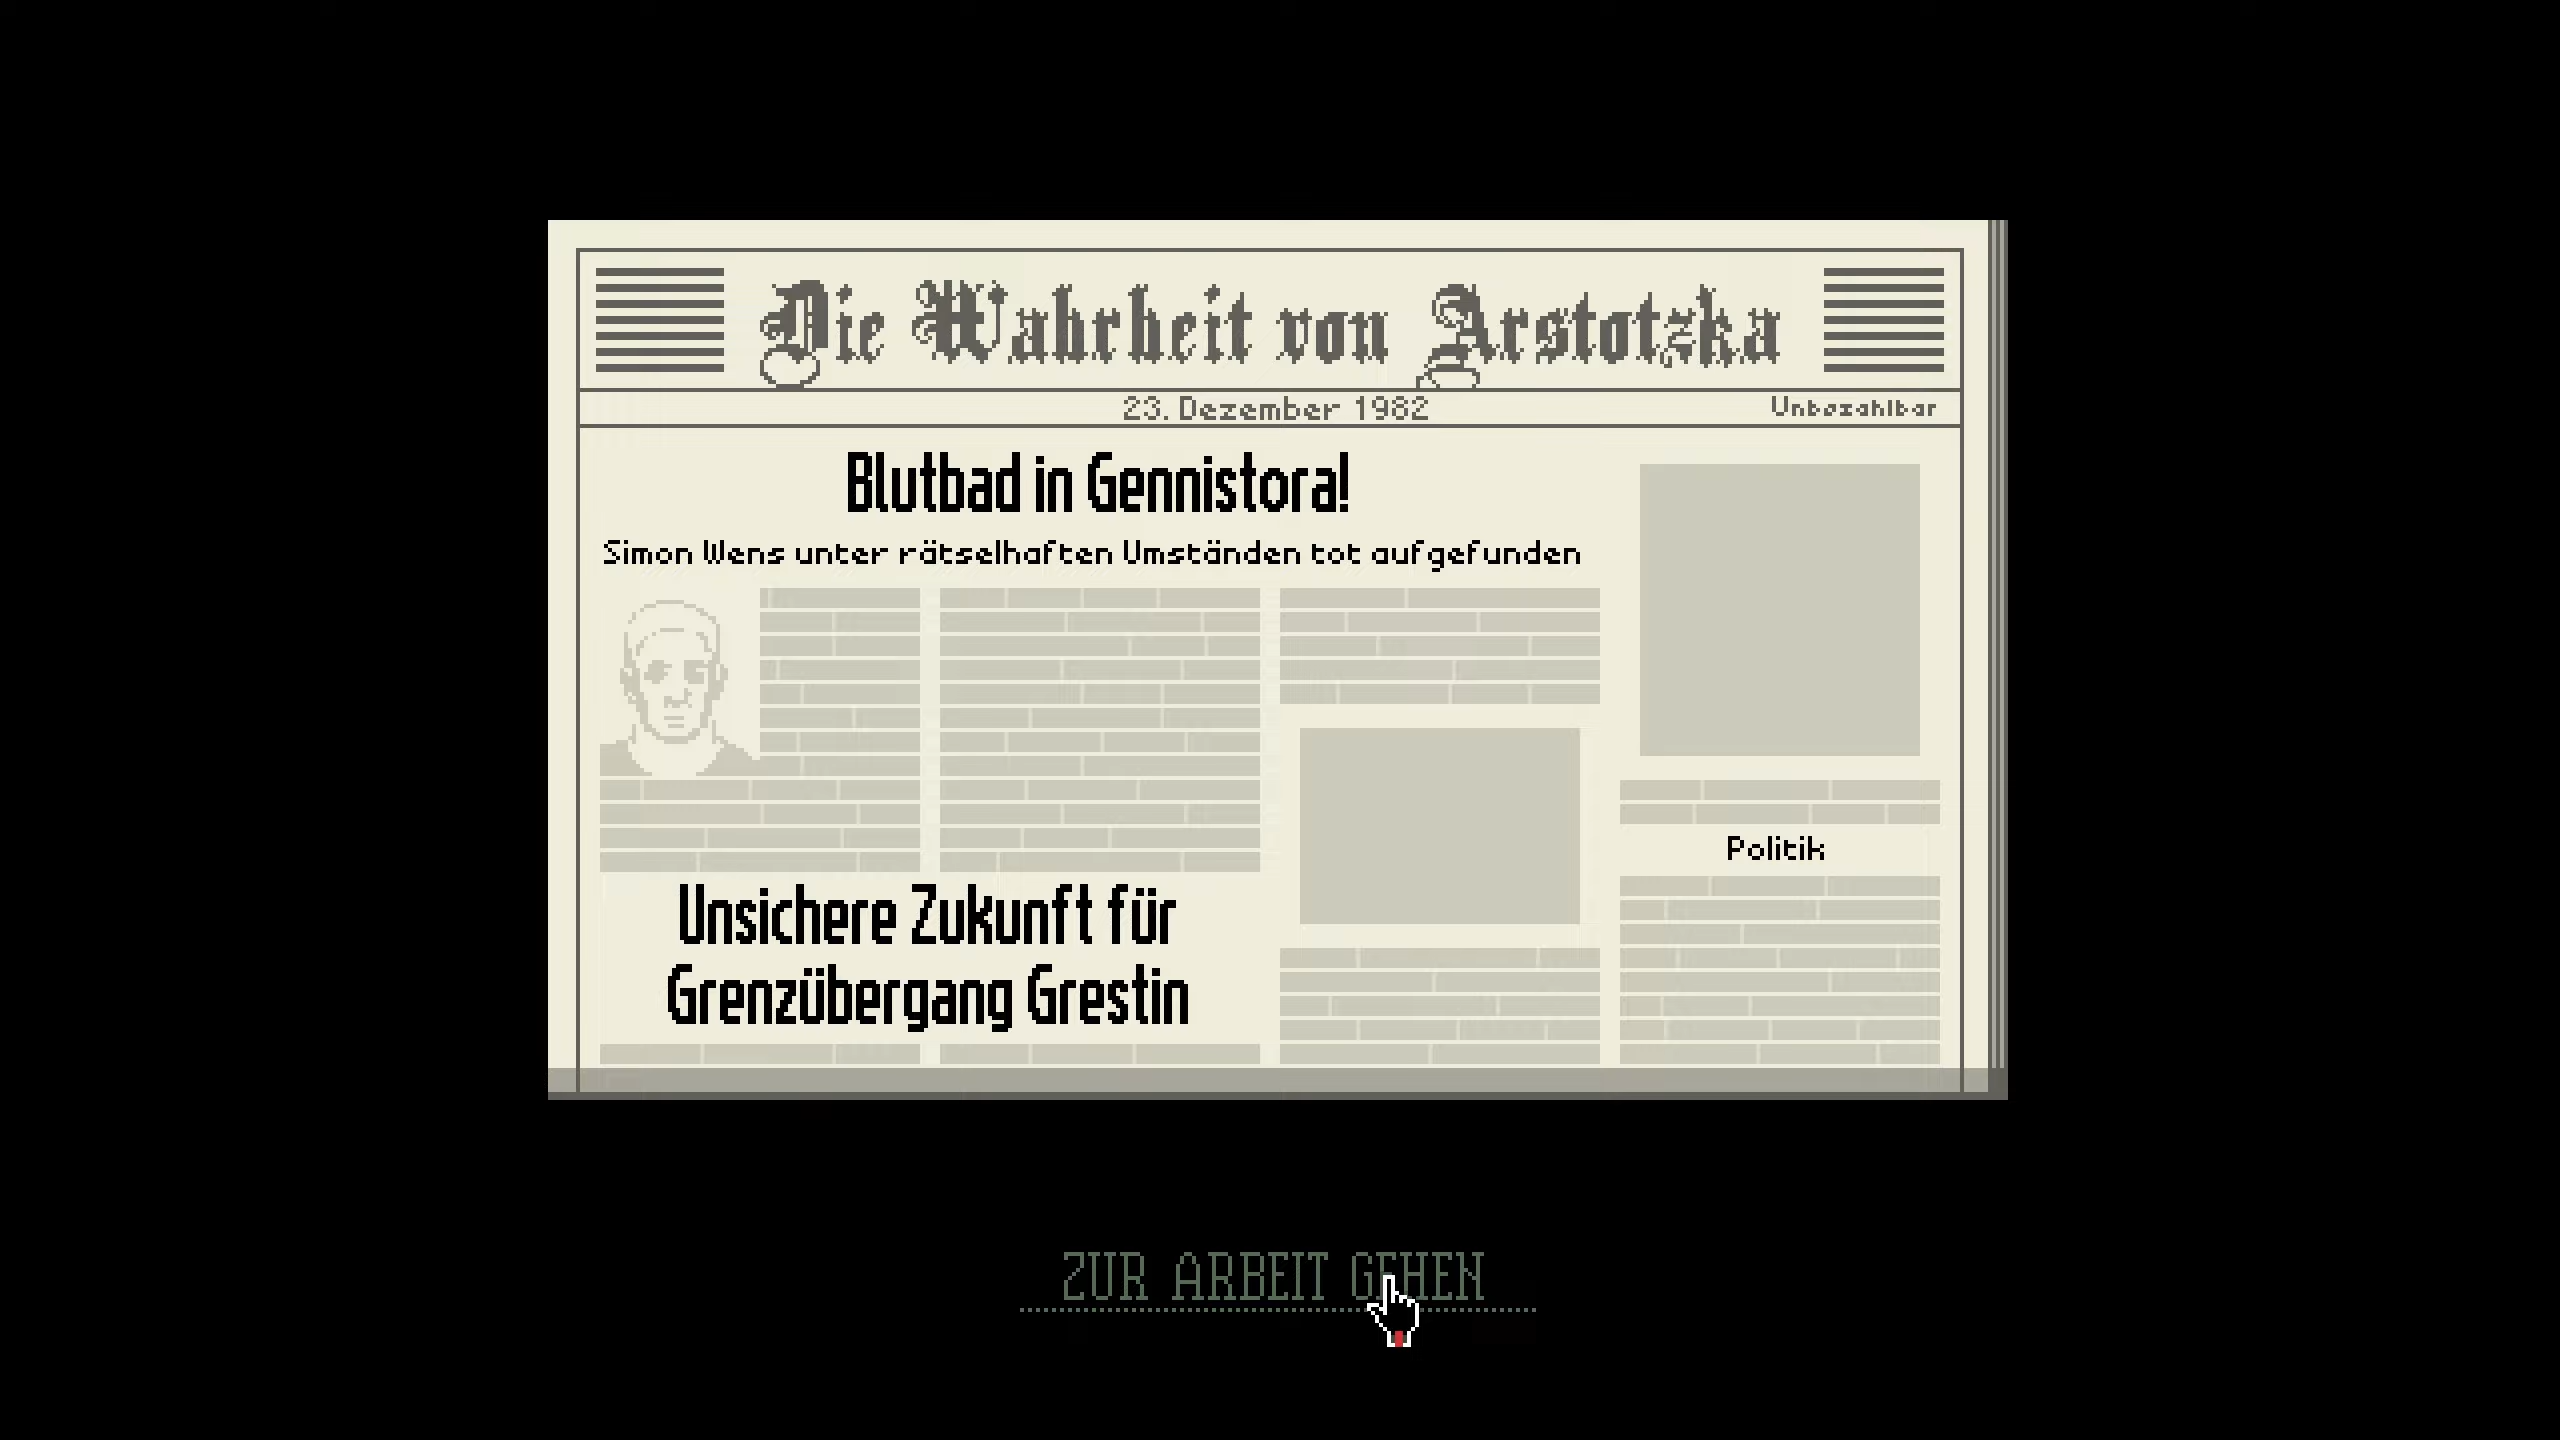 Die Wahrheit von Arstotzka
23. Dezember 1982
Unbezahlbar
Blutbad in Gennistora!
Simon Wens unter rätselhaften Umständen tot aufgefunden
Politik
Unsichere Zukunft für
Grenzübergang Grestin
ZUR ARBEIT GEHEN